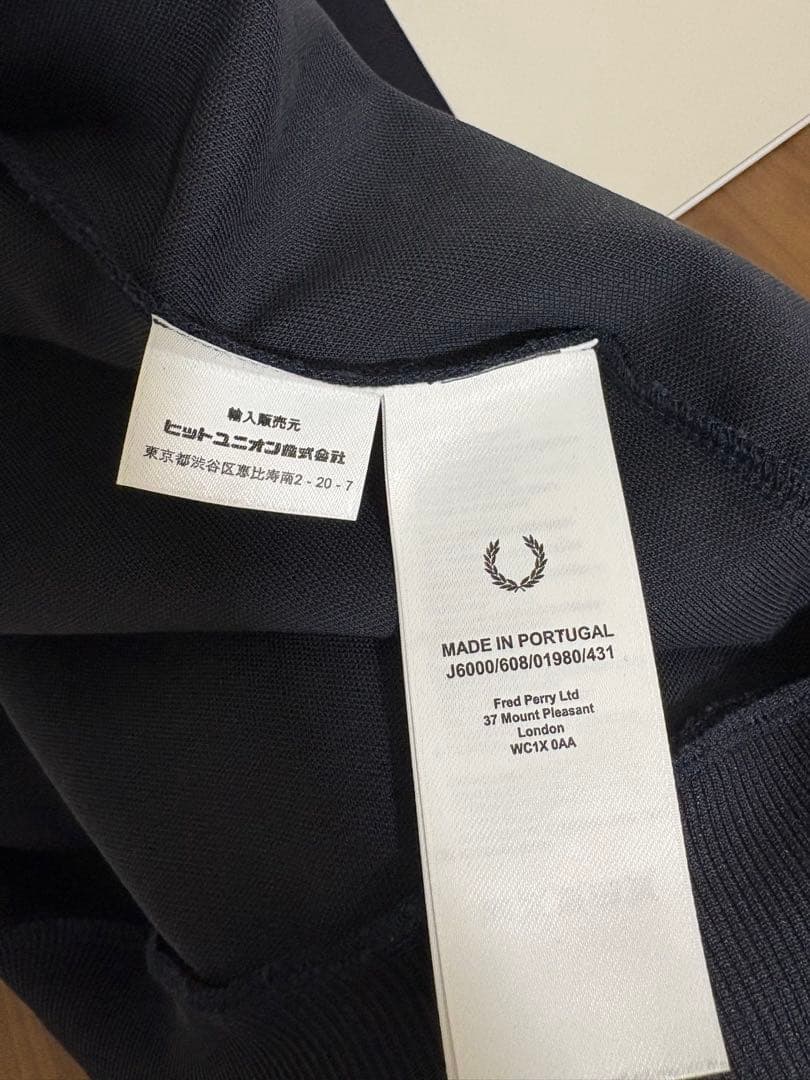 輸入販売元
ヒットユニオン株式会社
東京都渋谷区恵比寿南2-20-7
MADE IN PORTUGAL
J6000/608/01980/431
Fred Perry Ltd
37 Mount Pleasant
London
WC1X 0AA